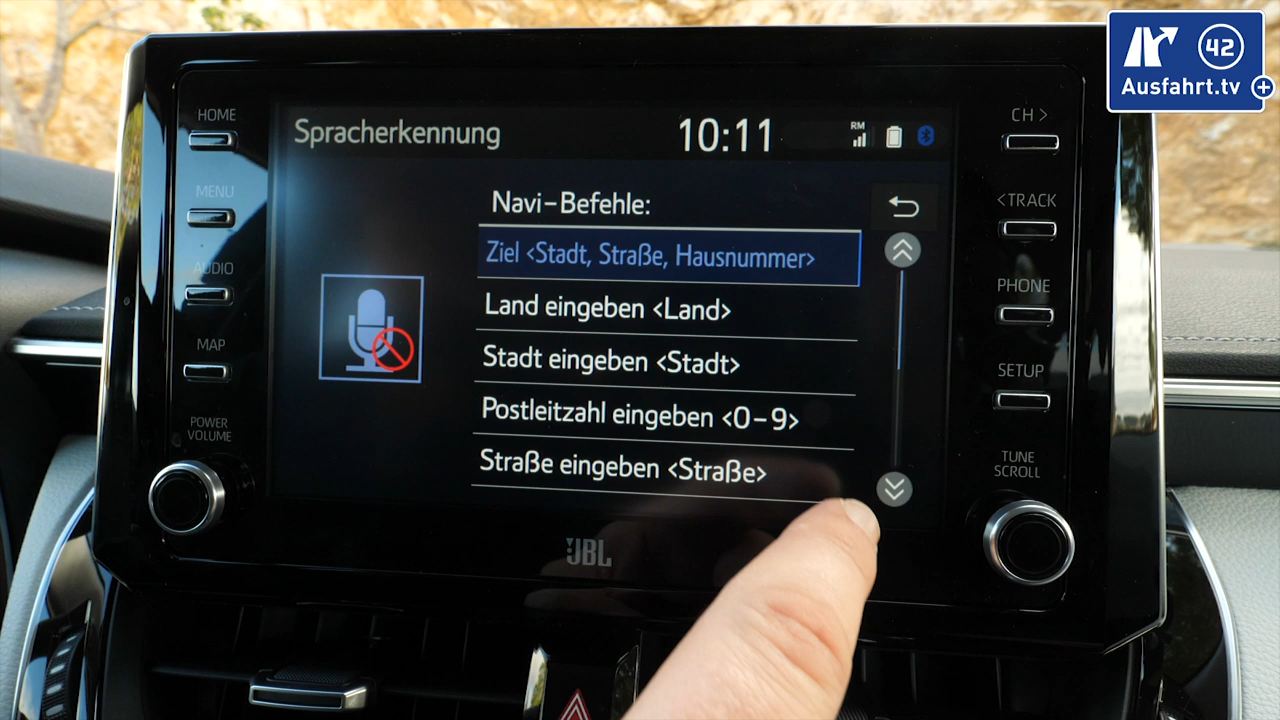 42
Ausfahrt.tv
HOME
MENU
AUDIO
MAP
POWER
VOLUME
Spracherkennung
10:11
RM
Navi-Befehle:
Ziel <Stadt, Straße, Hausnummer>
Land eingeben <Land>
Stadt eingeben <Stadt>
Postleitzahl eingeben <0-9>
Straße eingeben <Straße>
JBL
CH >
<TRACK
PHONE
SETUP
TUNE
SCROLL